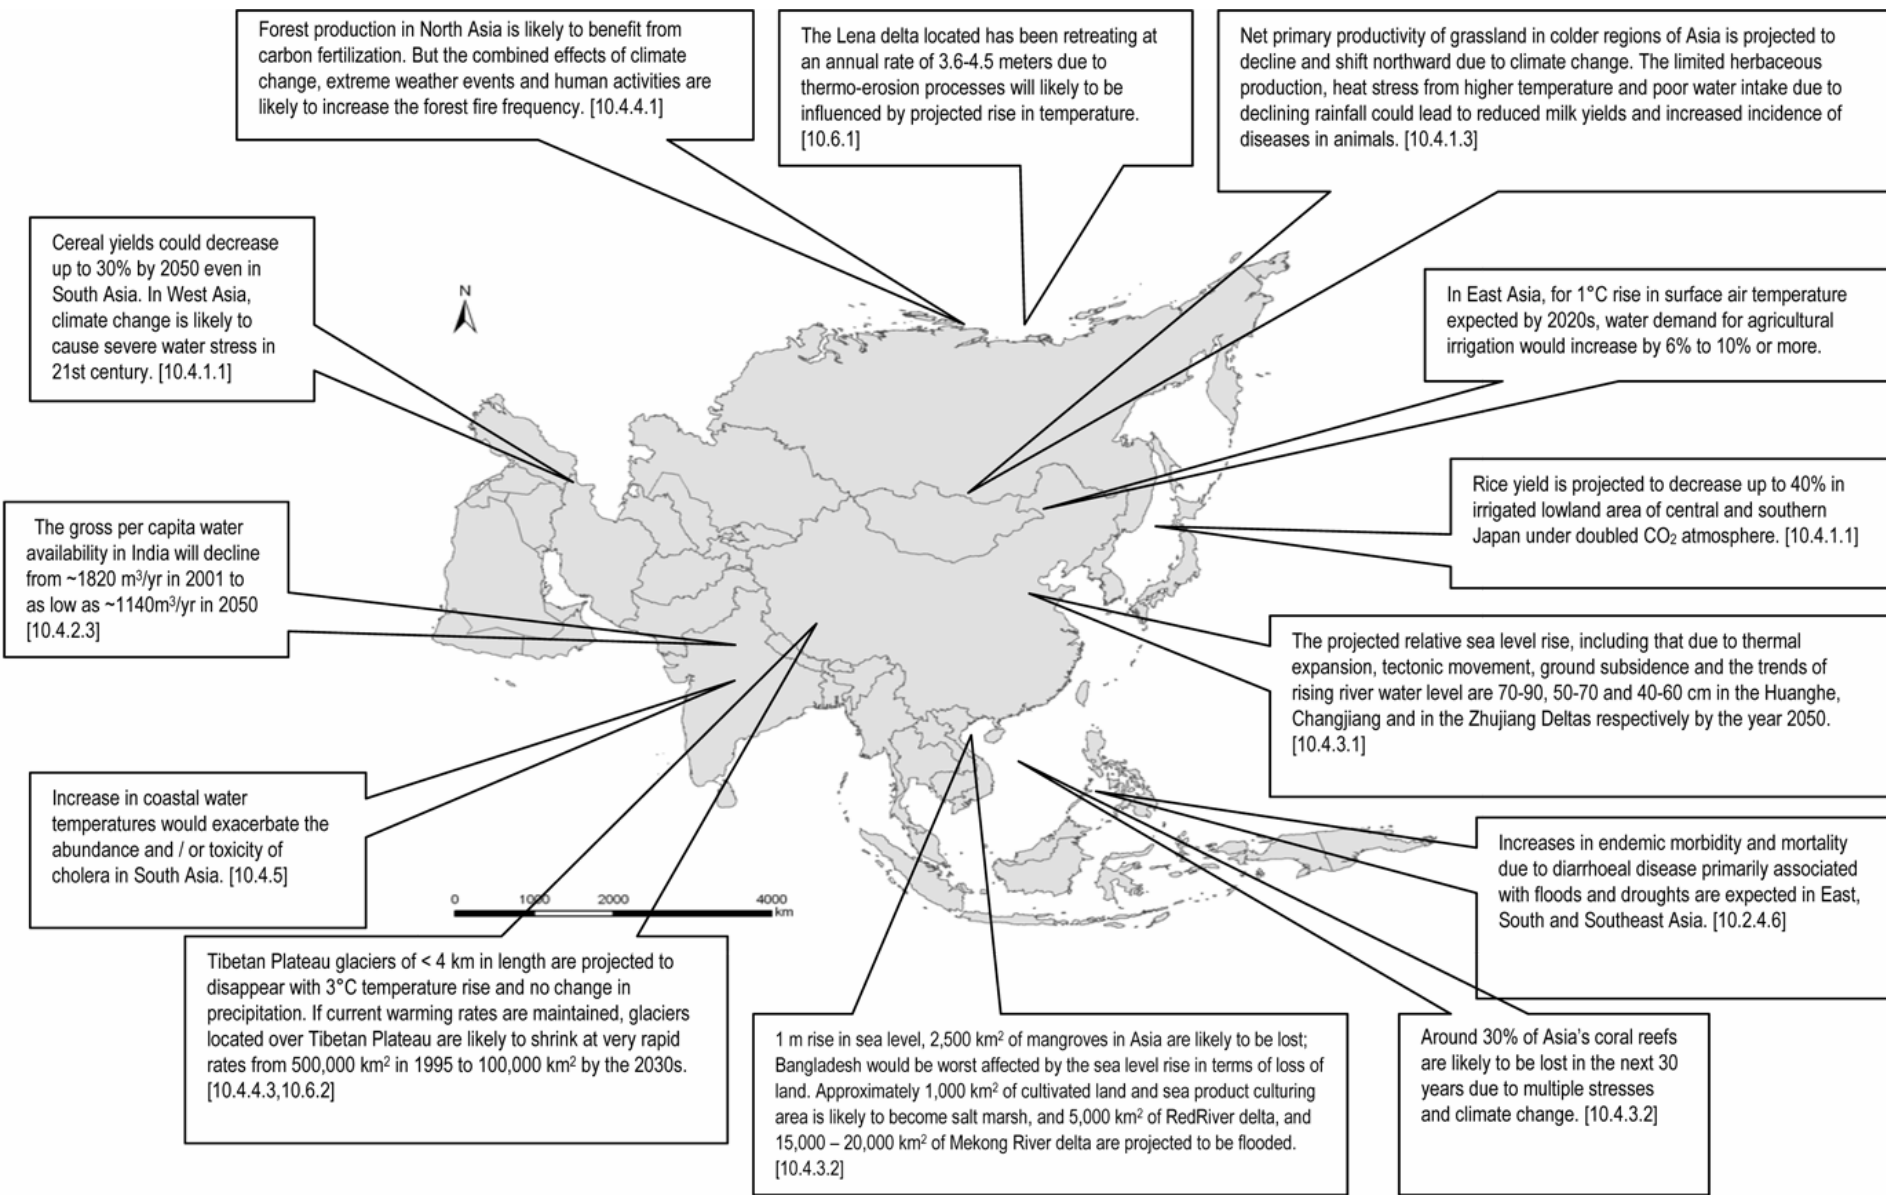 Forest production in North Asia is likely to benefit from
carbon fertilization. But the combined effects of climate
change, extreme weather events and human activities are
likely to increase the forest fire frequency. [10.4.4.1]
The Lena delta located has been retreating at
an annual rate of 3.6-4.5 meters due to
thermo-erosion processes will likely to be
influenced by projected rise in temperature.
[10.6.1]
Net primary productivity of grassland in colder regions of Asia is projected to
decline and shift northward due to climate change. The limited herbaceous
production, heat stress from higher temperature and poor water intake due to
declining rainfall could lead to reduced milk yields and increased incidence of
diseases in animals. [10.4.1.3]
Cereal yields could decrease
up to 30% by 2050 even in
South Asia. In West Asia,
climate change is likely to
cause severe water stress in
21st century. [10.4.1.1]
N
In East Asia, for 1°C rise in surface air temperature
expected by 2020s, water demand for agricultural
irrigation would increase by 6% to 10% or more.
Rice yield is projected to decrease up to 40% in
irrigated lowland area of central and southern
Japan under doubled CO₂ atmosphere. [10.4.1.1]
The gross per capita water
availability in India will decline
from ~1820 m³/yr in 2001 to
as low as ~1140m³/yr in 2050
[10.4.2.3]
The projected relative sea level rise, including that due to thermal
expansion, tectonic movement, ground subsidence and the trends of
rising river water level are 70-90, 50-70 and 40-60 cm in the Huanghe,
Changjiang and in the Zhujiang Deltas respectively by the year 2050.
[10.4.3.1]
Increase in coastal water
temperatures would exacerbate the
abundance and / or toxicity of
cholera in South Asia. [10.4.5]
Increases in endemic morbidity and mortality
due to diarrhoeal disease primarily associated
with floods and droughts are expected in East,
South and Southeast Asia. [10.2.4.6]
0 1000 2000 4000
km
Tibetan Plateau glaciers of < 4 km in length are projected to
disappear with 3°C temperature rise and no change in
precipitation. If current warming rates are maintained, glaciers
located over Tibetan Plateau are likely to shrink at very rapid
rates from 500,000 km² in 1995 to 100,000 km² by the 2030s.
[10.4.4.3,10.6.2]
1 m rise in sea level, 2,500 km² of mangroves in Asia are likely to be lost;
Bangladesh would be worst affected by the sea level rise in terms of loss of
land. Approximately 1,000 km² of cultivated land and sea product culturing
area is likely to become salt marsh, and 5,000 km² of RedRiver delta, and
15,000 – 20,000 km² of Mekong River delta are projected to be flooded.
[10.4.3.2]
Around 30% of Asia's coral reefs
are likely to be lost in the next 30
years due to multiple stresses
and climate change. [10.4.3.2]